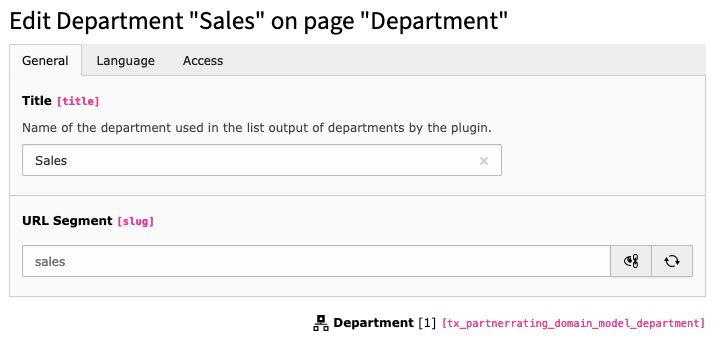 Edit Department "Sales" on page "Department"
General Language Access
Title [title]
Name of the department used in the list output of departments by the plugin.
Sales
URL Segment [slug]
sales
Department [1] [tx_partnerrating_domain_model_department]